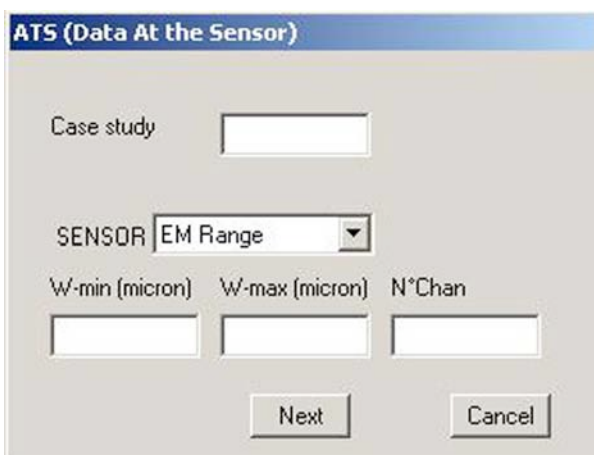 ATS (Data At the Sensor)
Case study
SENSOR EM Range
W-min (micron) W-max (micron) N°Chan
Next Cancel